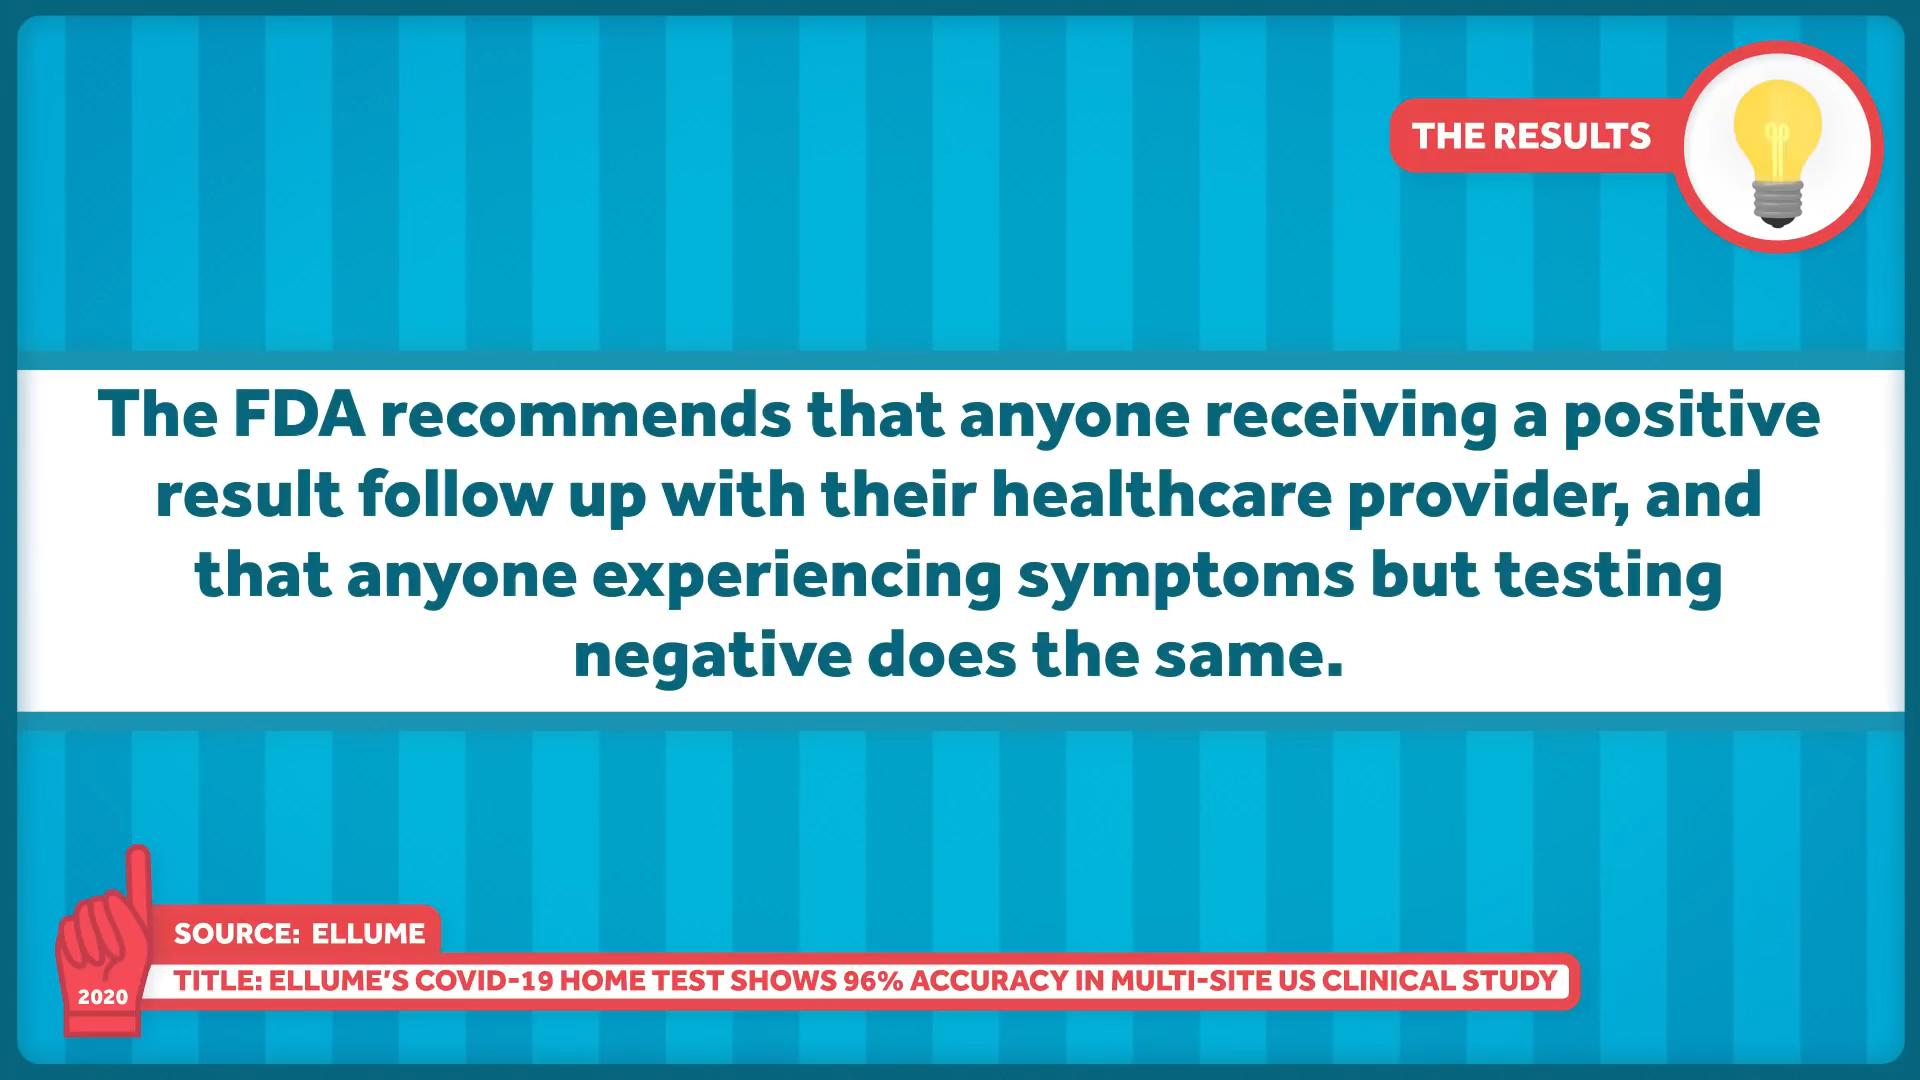 THE RESULTS
The FDA recommends that anyone receiving a positive
result follow up with their healthcare provider, and
that anyone experiencing symptoms but testing
negative does the same.
SOURCE: ELLUME
TITLE: ELLUME'S COVID-19 HOME TEST SHOWS 96% ACCURACY IN MULTI-SITE US CLINICAL STUDY
2020